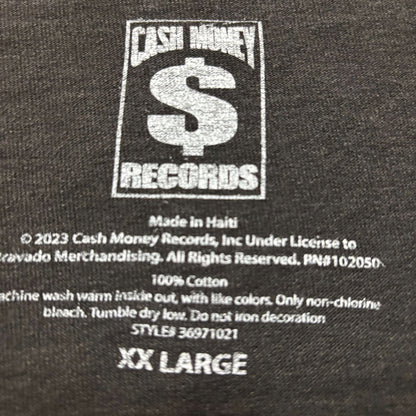 CASH MONEY
$
RECORDS
Made in Haiti
© 2023 Cash Money Records, Inc Under License to
ravado Merchandising. All Rights Reserved. RN#102050
100% Cotton
achine wash warm inside out, with like colors. Only non-chlorine
bleach. Tumble dry low. Do not iron decoration
STYLE# 36971021
XX LARGE